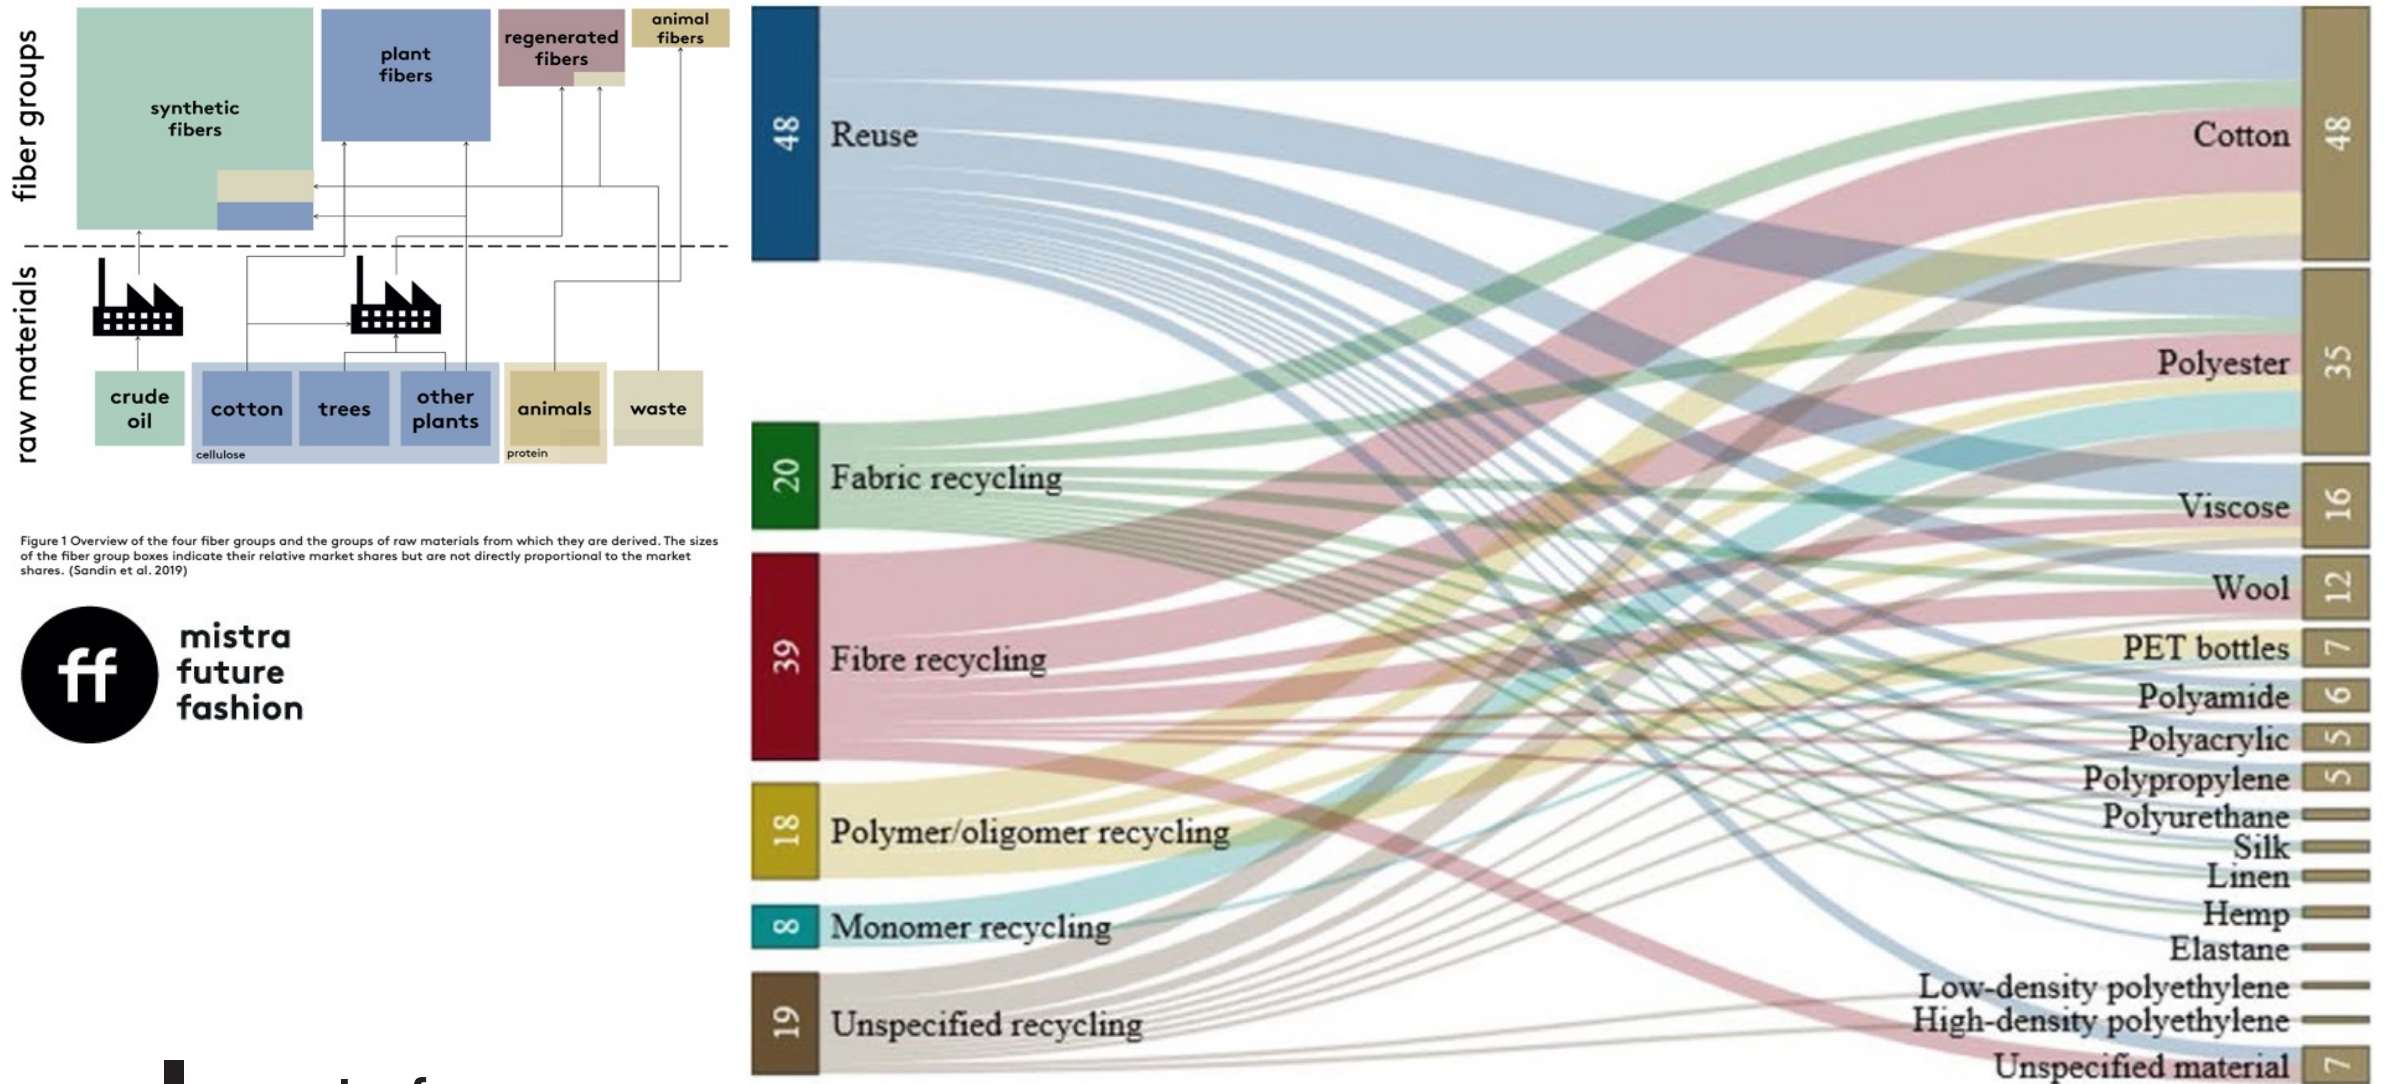 fiber groups
synthetic
fibers
plant
fibers
regenerated
fibers
animal
fibers
raw materials
crude
oil
cotton
trees
other
plants
animals
waste
cellulose
protein
Figure 1 Overview of the four fiber groups and the groups of raw materials from which they are derived. The sizes
of the fiber group boxes indicate their relative market shares but are not directly proportional to the market
shares. (Sandin et al. 2019)
ff
mistra
future
fashion
48
Reuse
20
Fabric recycling
39
Fibre recycling
18
Polymer/oligomer recycling
8
Monomer recycling
19
Unspecified recycling
Cotton
48
Polyester
35
Viscose
16
Wool
12
PET bottles
7
Polyamide
6
Polyacrylic
5
Polypropylene
5
Polyurethane
Silk
Linen
Hemp
Elastane
Low-density polyethylene
High-density polyethylene
Unspecified material
7